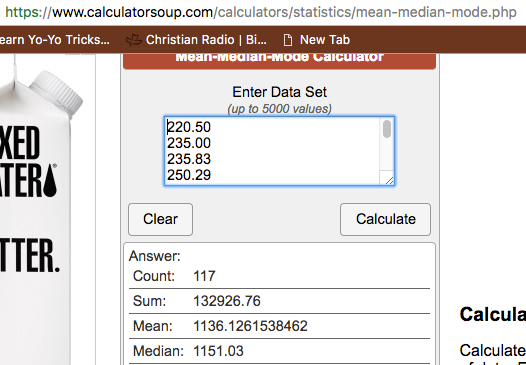 https://www.calculatorsoup.com/calculators/statistics/mean-median-mode.php
earn Yo-Yo Tricks...
Christian Radio | Bi...
New Tab
Mean-Median-Mode Calculator
Enter Data Set
(up to 5000 values)
220.50
235.00
235.83
250.29
Clear
Calculate
Answer:
Count: 117
Sum: 132926.76
Mean: 1136.1261538462
Median: 1151.03
XED
TER
TTER.
Calcula
Calculate